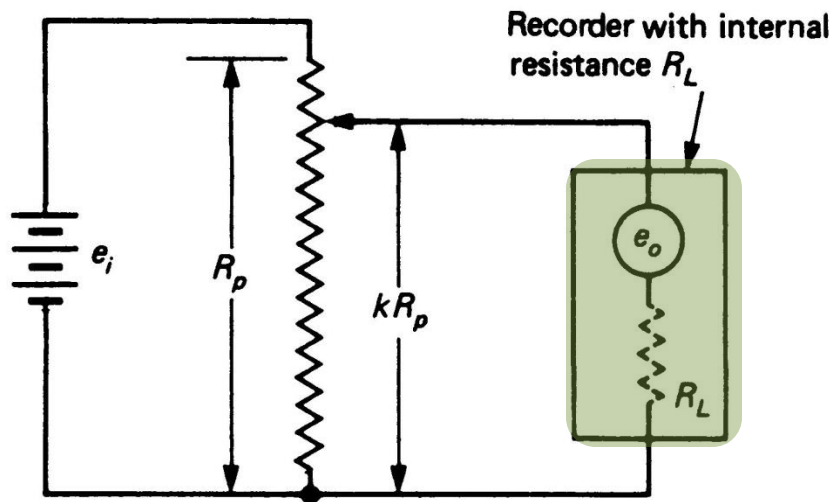 Recorder with internal
resistance R_L
e_i
R_p
kR_p
e_o
R_L